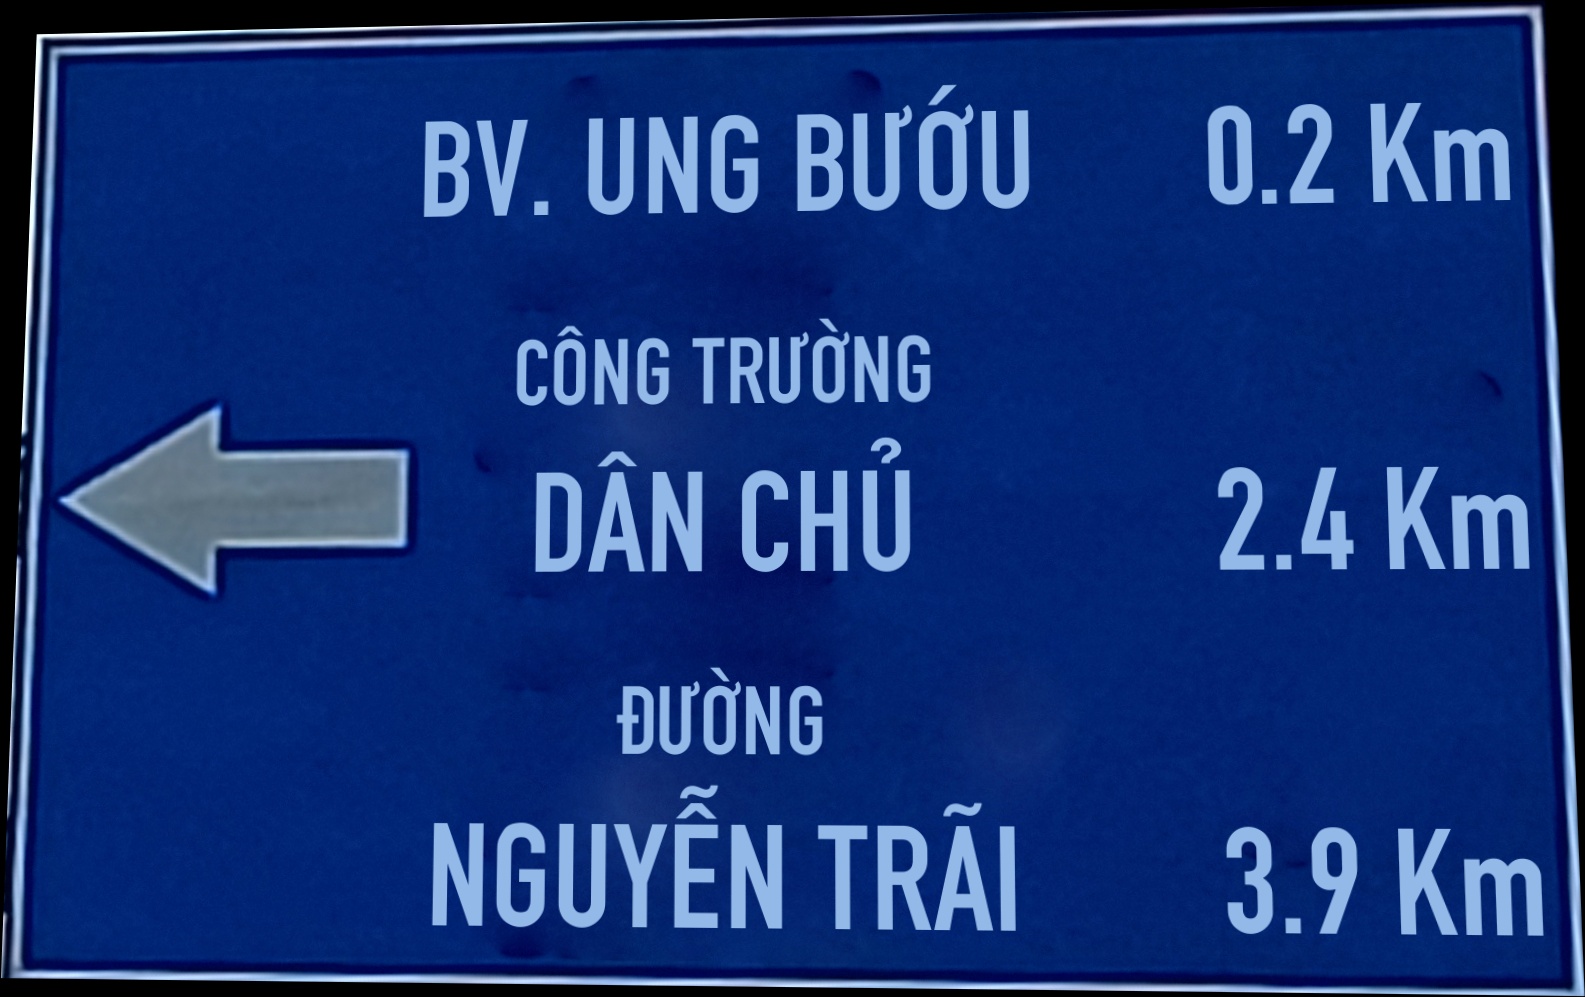 BV. UNG BƯỚU 0.2 Km
CÔNG TRƯỜNG
DÂN CHỦ 2.4 Km
ĐƯỜNG
NGUYỄN TRÃI 3.9 Km